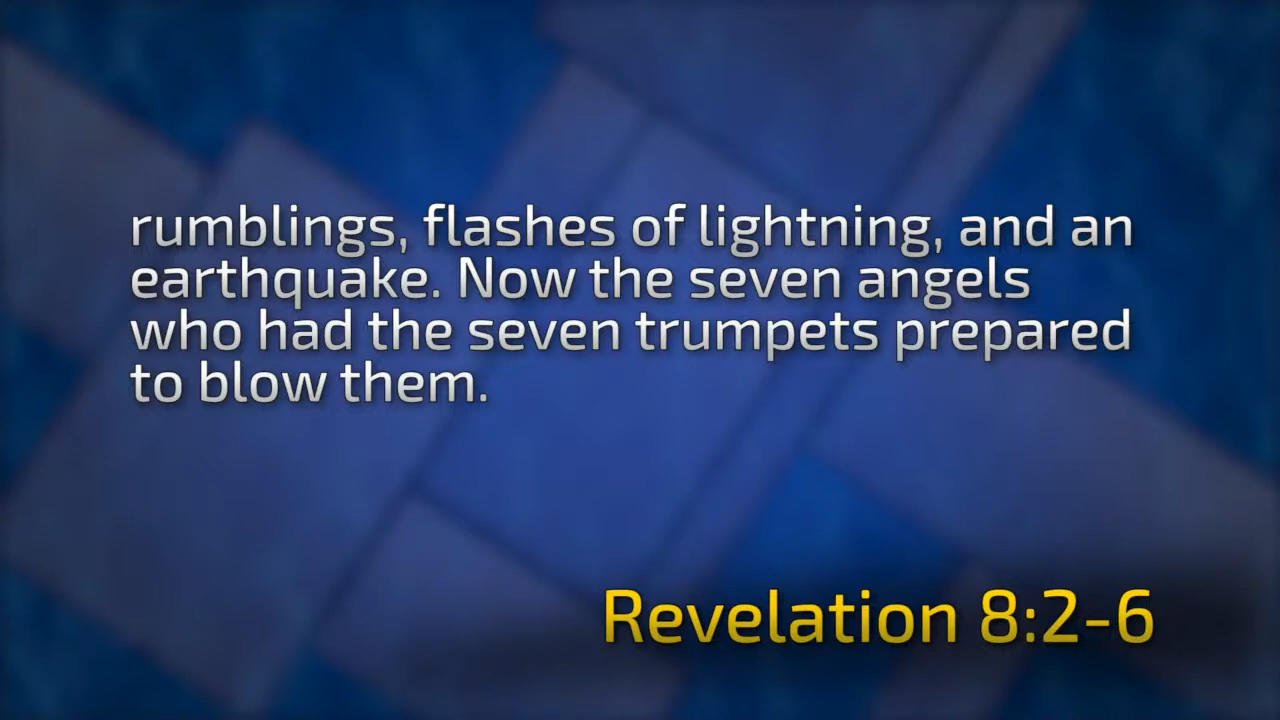 rumblings, flashes of lightning, and an
earthquake. Now the seven angels
who had the seven trumpets prepared
to blow them.
Revelation 8:2-6